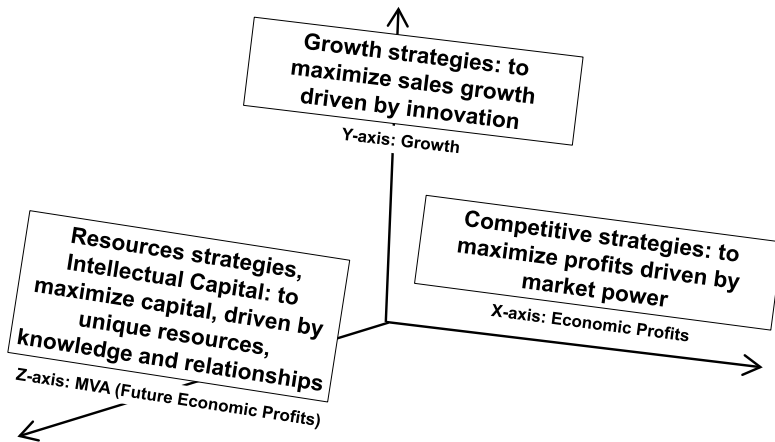 Growth strategies: to
maximize sales growth
driven by innovation
Y-axis: Growth
Competitive strategies: to
maximize profits driven by
market power
X-axis: Economic Profits
Resources strategies,
Intellectual Capital: to
maximize capital, driven by
unique resources,
knowledge and relationships
Z-axis: MVA (Future Economic Profits)